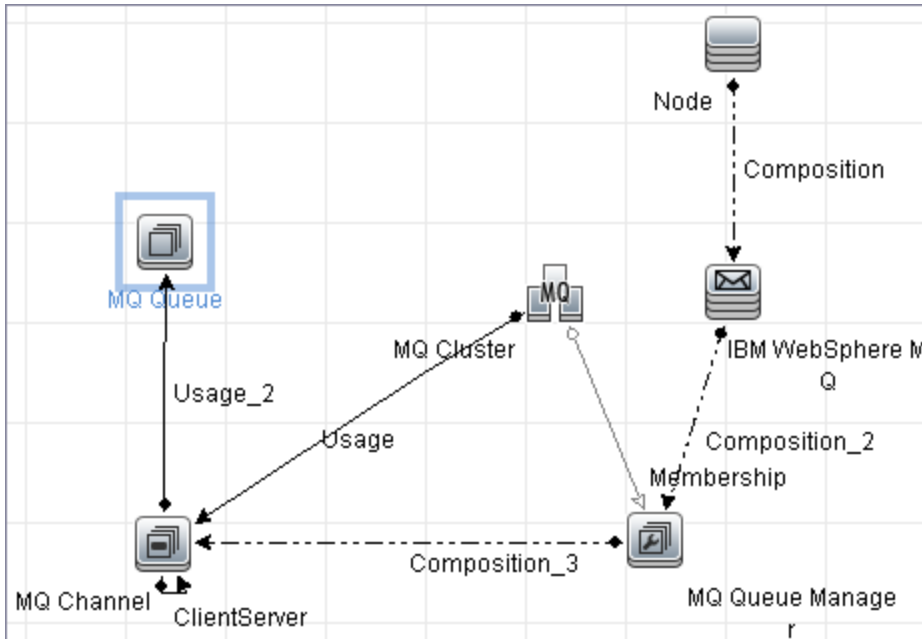 Node
Composition
MQ Queue
MQ
MQ Cluster
IBM WebSphere M
Q
Usage_2
Usage
Composition_2
Membership
Composition_3
MQ Channel
ClientServer
MQ Queue Manage
r